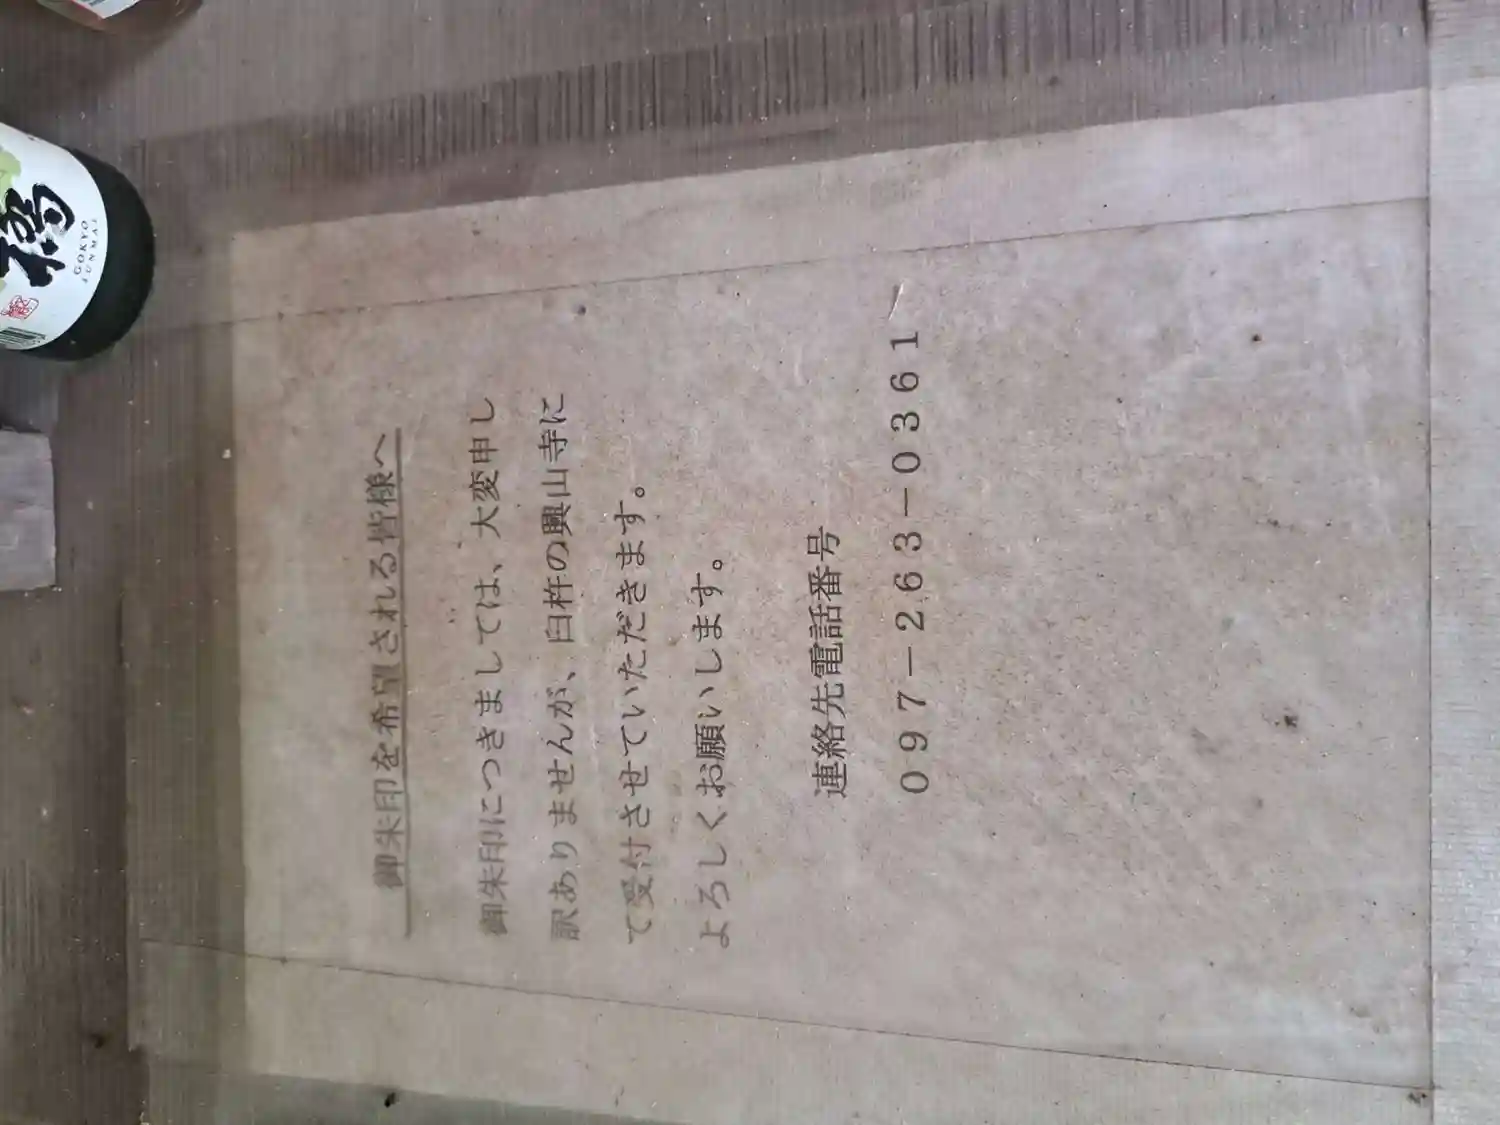 御朱印を希望される皆様へ
御朱印につきましては、大変申し
訳ありませんが、臼杵の興山寺に
て受付させていただきます。
よろしくお願いします。
連絡先電話番号
０９７－２６３－０３６１
GOKYO
JUNMAI